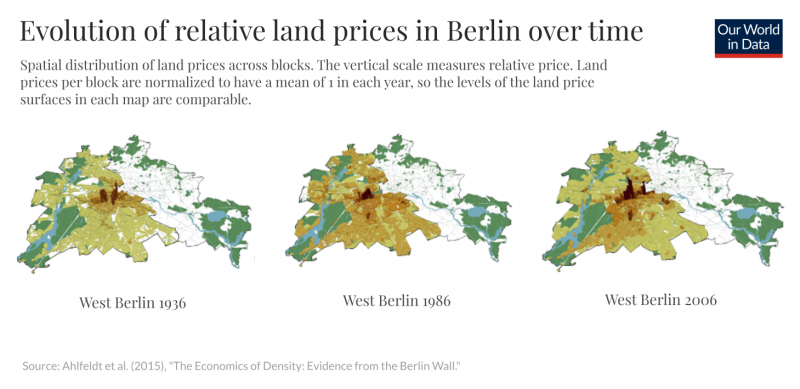 Evolution of relative land prices in Berlin over time
Our World
in Data
Spatial distribution of land prices across blocks. The vertical scale measures relative price. Land
prices per block are normalized to have a mean of 1 in each year, so the levels of the land price
surfaces in each map are comparable.
West Berlin 1936
West Berlin 1986
West Berlin 2006
Source: Ahlfeldt et al. (2015), "The Economics of Density: Evidence from the Berlin Wall."